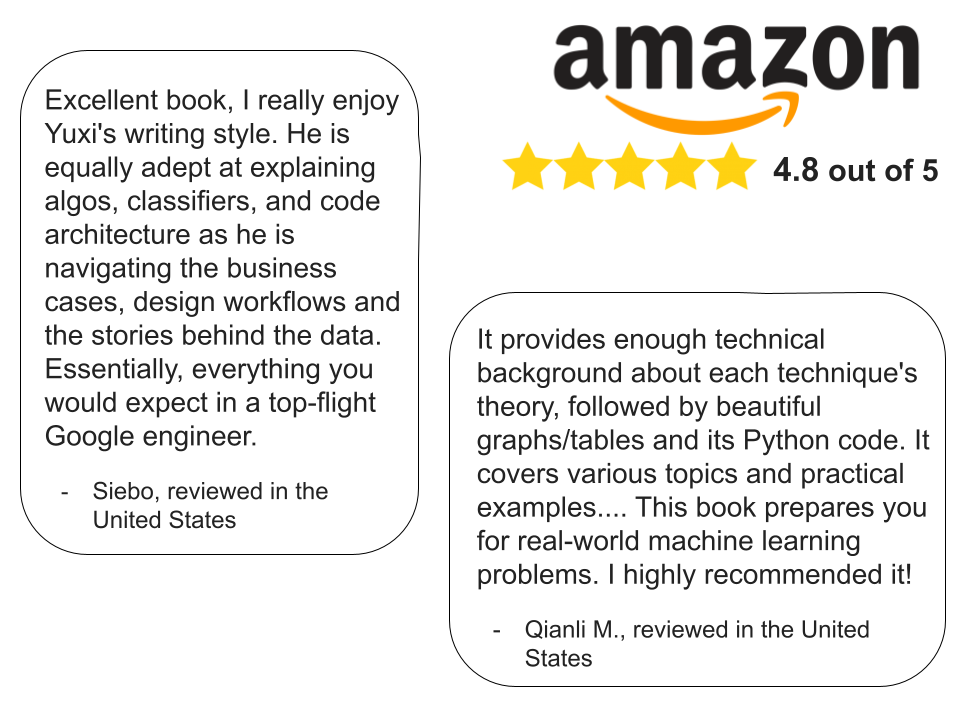 amazon
4.8 out of 5
Excellent book, I really enjoy
Yuxi's writing style. He is
equally adept at explaining
algos, classifiers, and code
architecture as he is
navigating the business
cases, design workflows and
the stories behind the data.
Essentially, everything you
would expect in a top-flight
Google engineer.
- Siebo, reviewed in the
United States
It provides enough technical
background about each technique's
theory, followed by beautiful
graphs/tables and its Python code. It
covers various topics and practical
examples.... This book prepares you
for real-world machine learning
problems. I highly recommended it!
- Qianli M., reviewed in the United
States